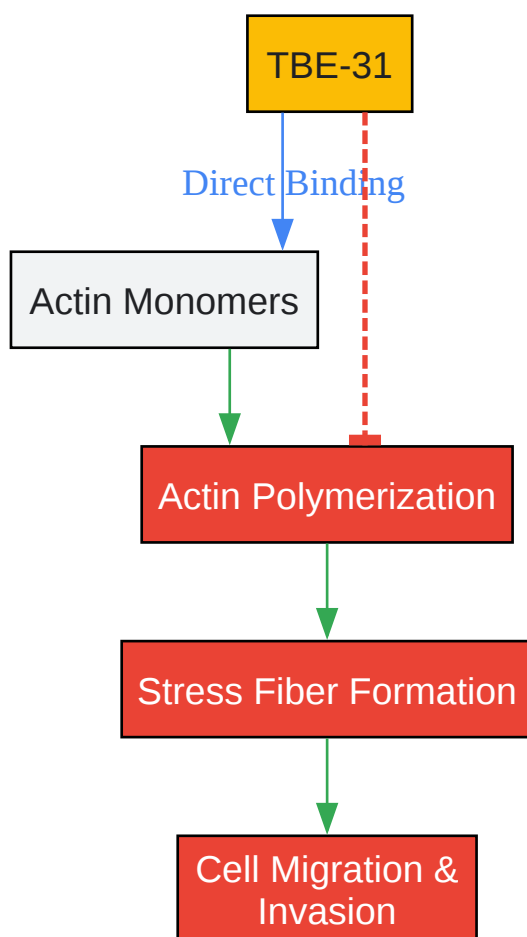 TBE-31
Direct Binding
Actin Monomers
Actin Polymerization
Stress Fiber Formation
Cell Migration &
Invasion